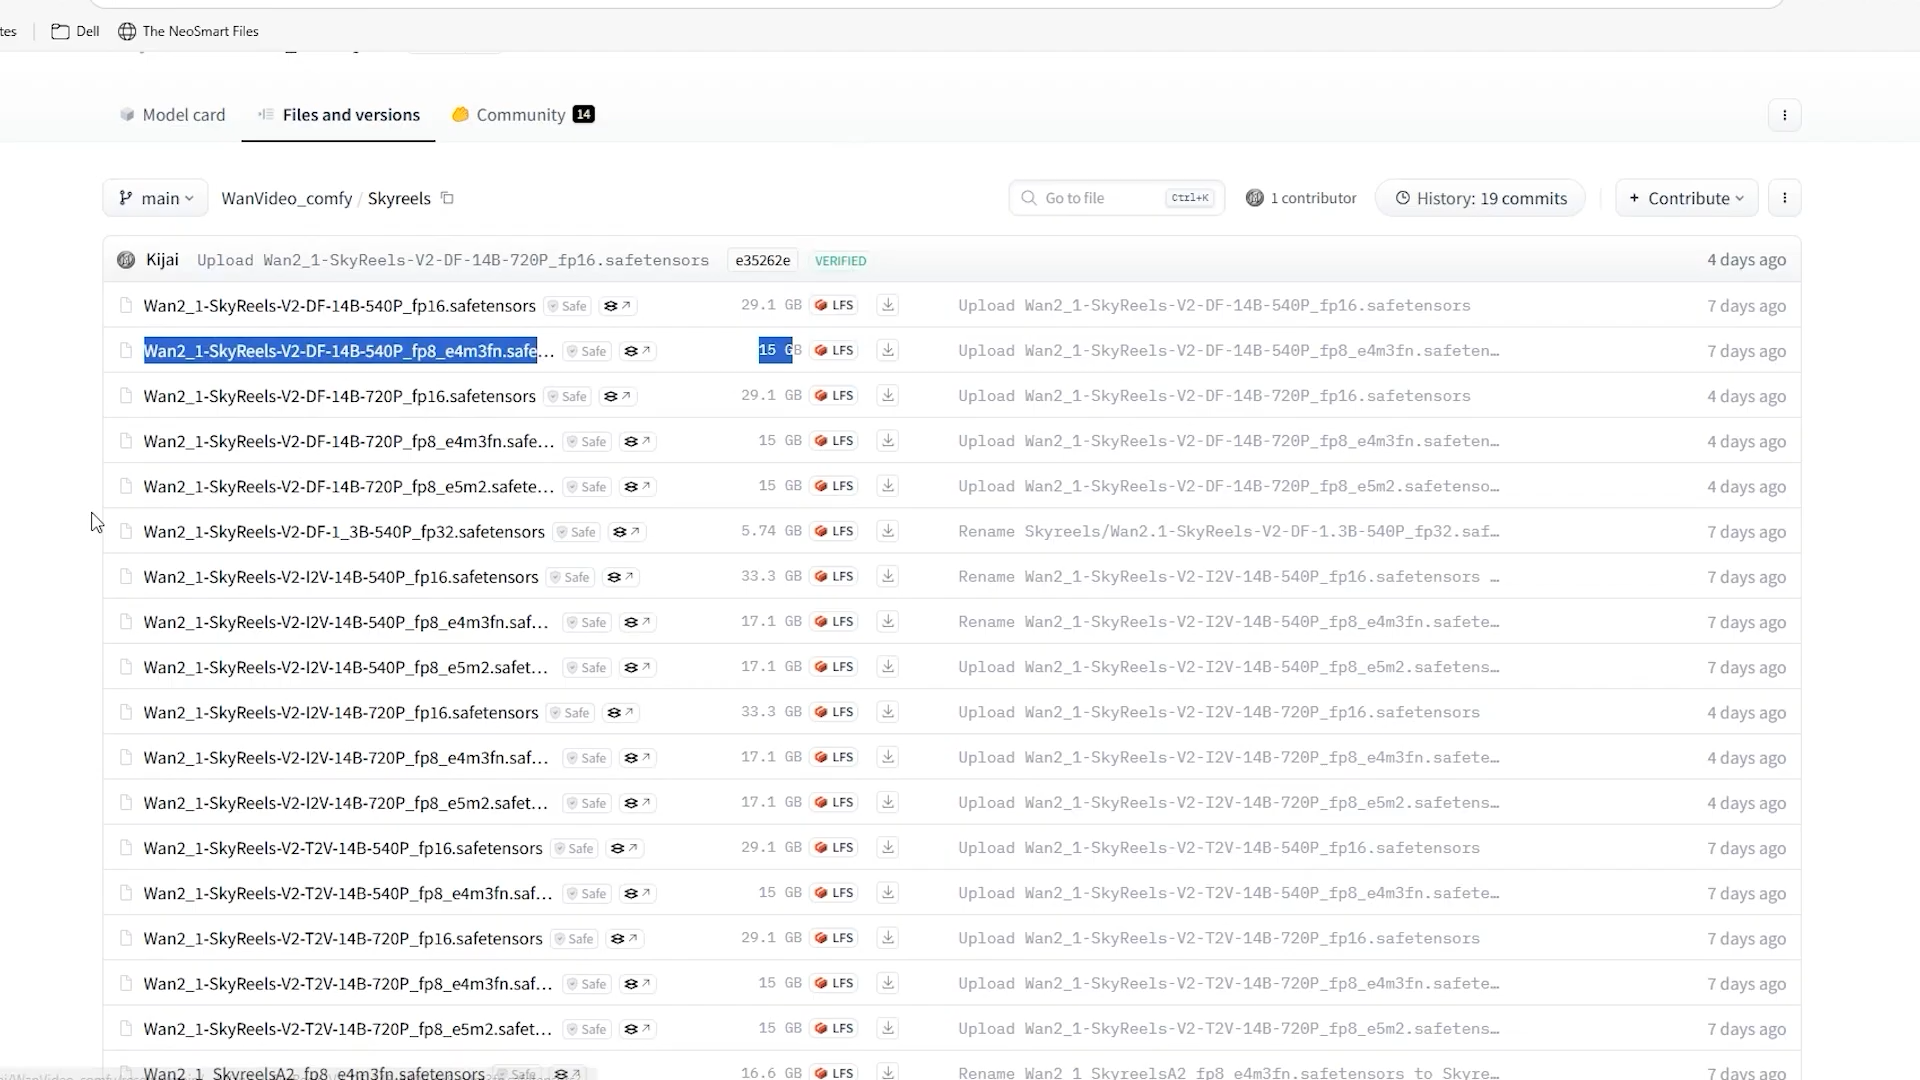 tes Dell The NeoSmart Files
Model card Files and versions Community 14
main WanVideo_comfy / Skyreels Go to file Ctrl+K 1 contributor History: 19 commits + Contribute
Kijai Upload Wan2_1-SkyReels-V2-DF-14B-720P_fp16.safetensors e35262e VERIFIED 4 days ago
Wan2_1-SkyReels-V2-DF-14B-540P_fp16.safetensors Safe 29.1 GB LFS Upload Wan2_1-SkyReels-V2-DF-14B-540P_fp16.safetensors 7 days ago
Wan2_1-SkyReels-V2-DF-14B-540P_fp8_e4m3fn.safe… Safe 15 GB LFS Upload Wan2_1-SkyReels-V2-DF-14B-540P_fp8_e4m3fn.safeten… 7 days ago
Wan2_1-SkyReels-V2-DF-14B-720P_fp16.safetensors Safe 29.1 GB LFS Upload Wan2_1-SkyReels-V2-DF-14B-720P_fp16.safetensors 4 days ago
Wan2_1-SkyReels-V2-DF-14B-720P_fp8_e4m3fn.safe… Safe 15 GB LFS Upload Wan2_1-SkyReels-V2-DF-14B-720P_fp8_e4m3fn.safeten… 4 days ago
Wan2_1-SkyReels-V2-DF-14B-720P_fp8_e5m2.safete… Safe 15 GB LFS Upload Wan2_1-SkyReels-V2-DF-14B-720P_fp8_e5m2.safetenso… 4 days ago
Wan2_1-SkyReels-V2-DF-1_3B-540P_fp32.safetensors Safe 5.74 GB LFS Rename Skyreels/Wan2.1-SkyReels-V2-DF-1.3B-540P_fp32.saf… 7 days ago
Wan2_1-SkyReels-V2-I2V-14B-540P_fp16.safetensors Safe 33.3 GB LFS Rename Wan2_1-SkyReels-V2-I2V-14B-540P_fp16.safetensors … 7 days ago
Wan2_1-SkyReels-V2-I2V-14B-540P_fp8_e4m3fn.saf… Safe 17.1 GB LFS Rename Wan2_1-SkyReels-V2-I2V-14B-540P_fp8_e4m3fn.safete… 7 days ago
Wan2_1-SkyReels-V2-I2V-14B-540P_fp8_e5m2.safet… Safe 17.1 GB LFS Upload Wan2_1-SkyReels-V2-I2V-14B-540P_fp8_e5m2.safetens… 7 days ago
Wan2_1-SkyReels-V2-I2V-14B-720P_fp16.safetensors Safe 33.3 GB LFS Upload Wan2_1-SkyReels-V2-I2V-14B-720P_fp16.safetensors 4 days ago
Wan2_1-SkyReels-V2-I2V-14B-720P_fp8_e4m3fn.saf… Safe 17.1 GB LFS Upload Wan2_1-SkyReels-V2-I2V-14B-720P_fp8_e4m3fn.safete… 4 days ago
Wan2_1-SkyReels-V2-I2V-14B-720P_fp8_e5m2.safet… Safe 17.1 GB LFS Upload Wan2_1-SkyReels-V2-I2V-14B-720P_fp8_e5m2.safetens… 4 days ago
Wan2_1-SkyReels-V2-T2V-14B-540P_fp16.safetensors Safe 29.1 GB LFS Upload Wan2_1-SkyReels-V2-T2V-14B-540P_fp16.safetensors 7 days ago
Wan2_1-SkyReels-V2-T2V-14B-540P_fp8_e4m3fn.saf… Safe 15 GB LFS Upload Wan2_1-SkyReels-V2-T2V-14B-540P_fp8_e4m3fn.safete… 7 days ago
Wan2_1-SkyReels-V2-T2V-14B-720P_fp16.safetensors Safe 29.1 GB LFS Upload Wan2_1-SkyReels-V2-T2V-14B-720P_fp16.safetensors 7 days ago
Wan2_1-SkyReels-V2-T2V-14B-720P_fp8_e4m3fn.saf… Safe 15 GB LFS Upload Wan2_1-SkyReels-V2-T2V-14B-720P_fp8_e4m3fn.safete… 7 days ago
Wan2_1-SkyReels-V2-T2V-14B-720P_fp8_e5m2.safet… Safe 15 GB LFS Upload Wan2_1-SkyReels-V2-T2V-14B-720P_fp8_e5m2.safetens… 7 days ago
Wan2_1_SkyreelsA2_fp8_e4m3fn.safetensors Safe 16.6 GB LFS Rename Wan2_1_SkyreelsA2_fp8_e4m3fn.safetensors to Skyre… 7 days ago